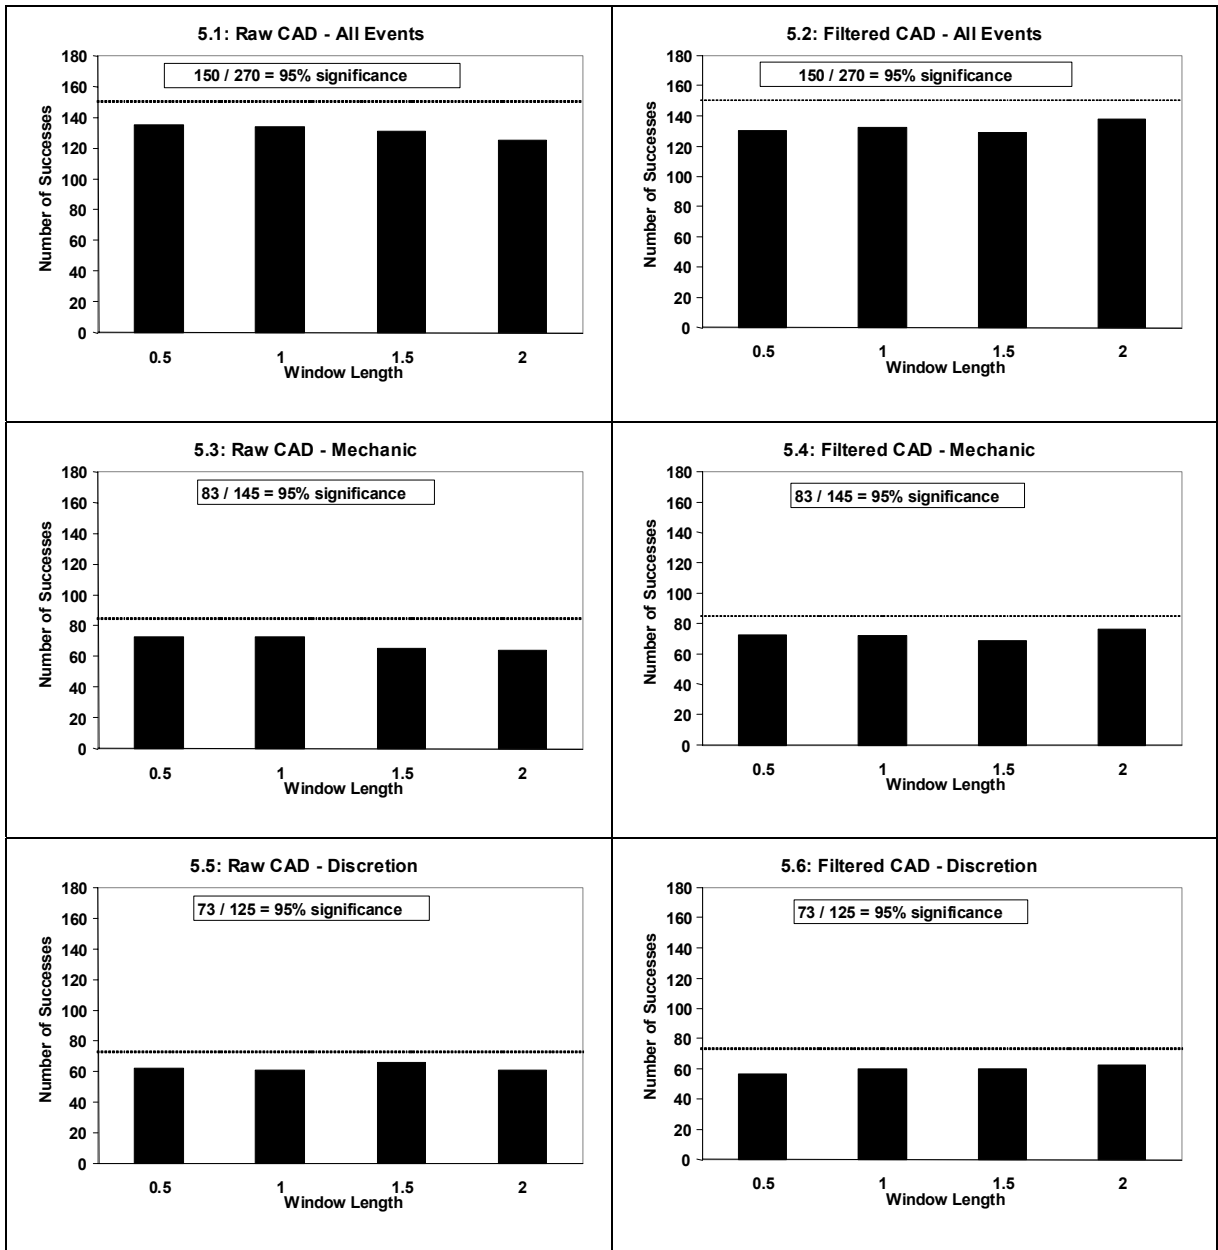 5.1: Raw CAD - All Events
150 / 270 = 95% significance
Number of Successes
180
160
140
120
100
80
60
40
20
0
0.5 1 1.5 2
Window Length
5.2: Filtered CAD - All Events
150 / 270 = 95% significance
Number of Successes
180
160
140
120
100
80
60
40
20
0
0.5 1 1.5 2
Window Length
5.3: Raw CAD - Mechanic
83 / 145 = 95% significance
Number of Successes
180
160
140
120
100
80
60
40
20
0
0.5 1 1.5 2
Window Length
5.4: Filtered CAD - Mechanic
83 / 145 = 95% significance
Number of Successes
180
160
140
120
100
80
60
40
20
0
0.5 1 1.5 2
Window Length
5.5: Raw CAD - Discretion
73 / 125 = 95% significance
Number of Successes
180
160
140
120
100
80
60
40
20
0
0.5 1 1.5 2
Window Length
5.6: Filtered CAD - Discretion
73 / 125 = 95% significance
Number of Successes
180
160
140
120
100
80
60
40
20
0
0.5 1 1.5 2
Window Length